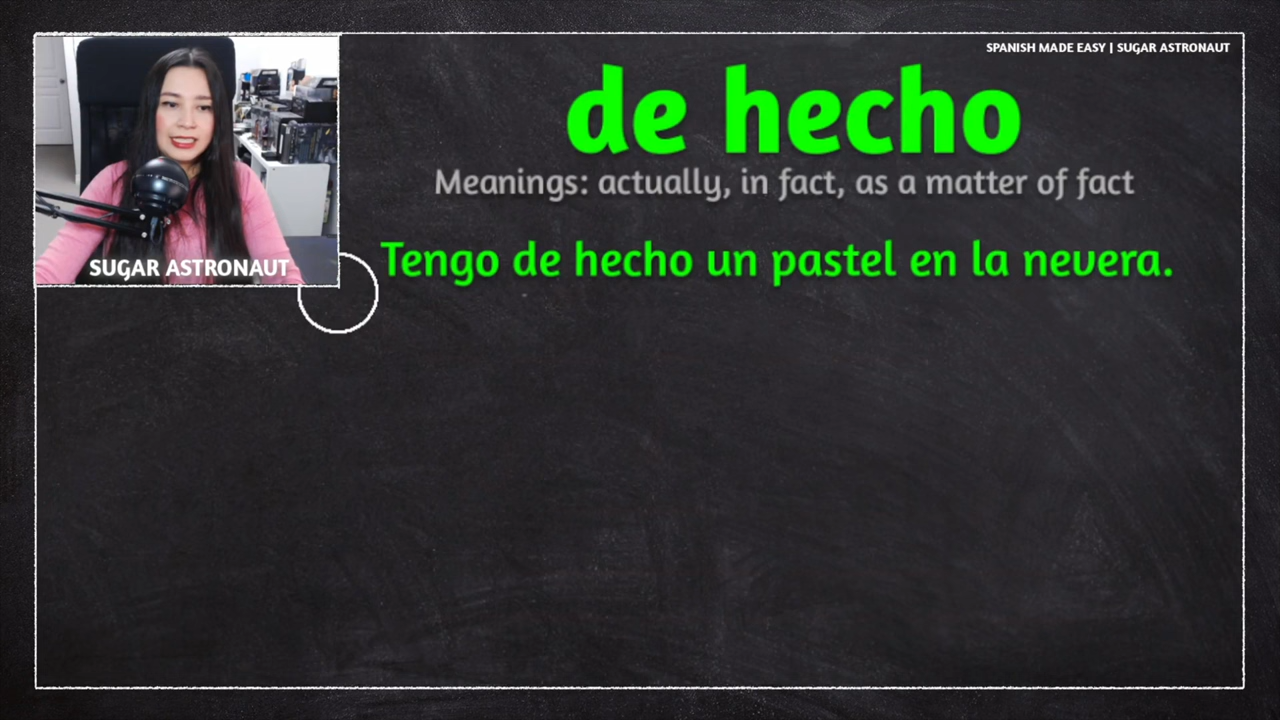 SPANISH MADE EASY | SUGAR ASTRONAUT
de hecho
Meanings: actually, in fact, as a matter of fact
Tengo de hecho un pastel en la nevera.
SUGAR ASTRONAUT